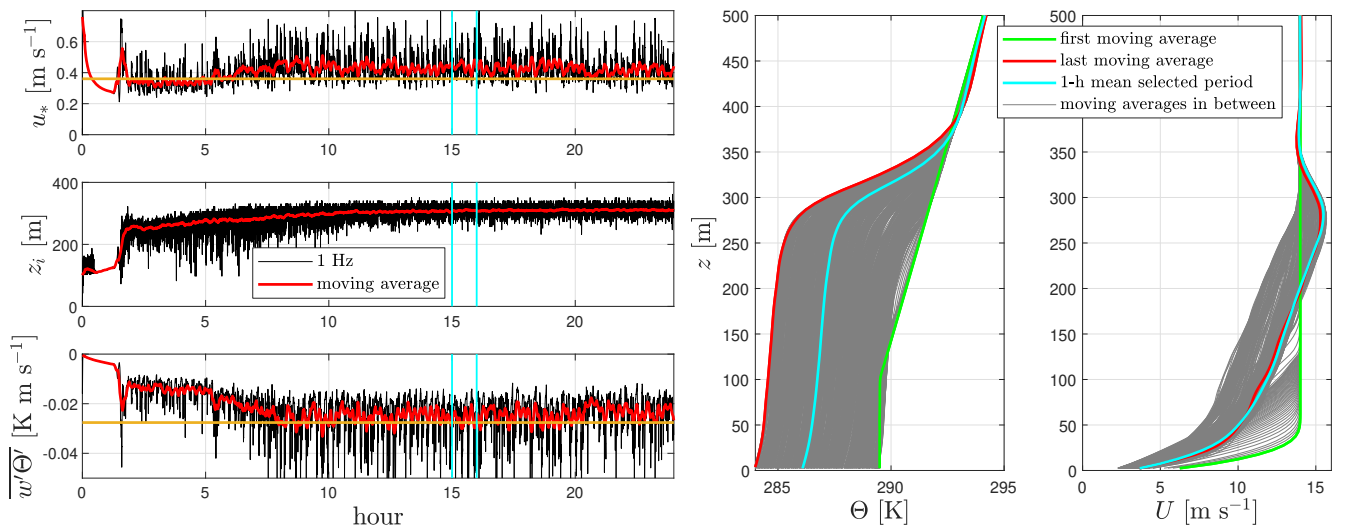 u* [m s⁻¹]
0.6
0.4
0.2
0
0 5 10 15 20
z_i [m]
400
200
0
1 Hz
moving average
0 5 10 15 20
w'Θ' [K m s⁻¹]
0
-0.02
-0.04
0 5 10 15 20
hour
z [m]
500
450
400
350
300
250
200
150
100
50
0
285 290 295
Θ [K]
first moving average
last moving average
1-h mean selected period
moving averages in between
500
450
400
350
300
250
200
150
100
50
0
0 5 10 15
U [m s⁻¹]